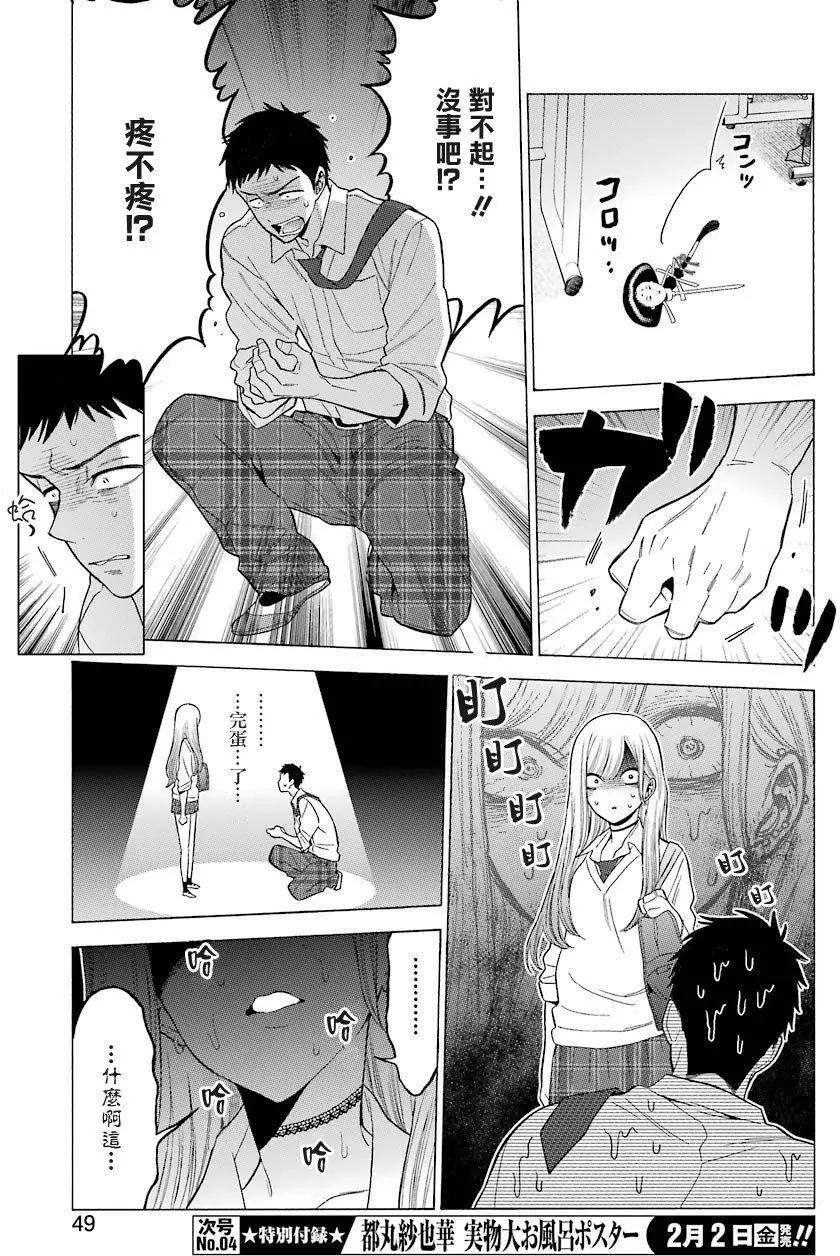 コンッ
コロッ…
ガッ
對不起…!!
沒事吧!?
疼不疼!?
哈
盯
盯
盯
盯
盯
盯
………
…完蛋…了…
………
哈
哈
哈
哈
…什麼啊這…
49
次号
No.04
★特別付録★
都丸紗也華 実物大お風呂ポスター
2月2日金発売!!